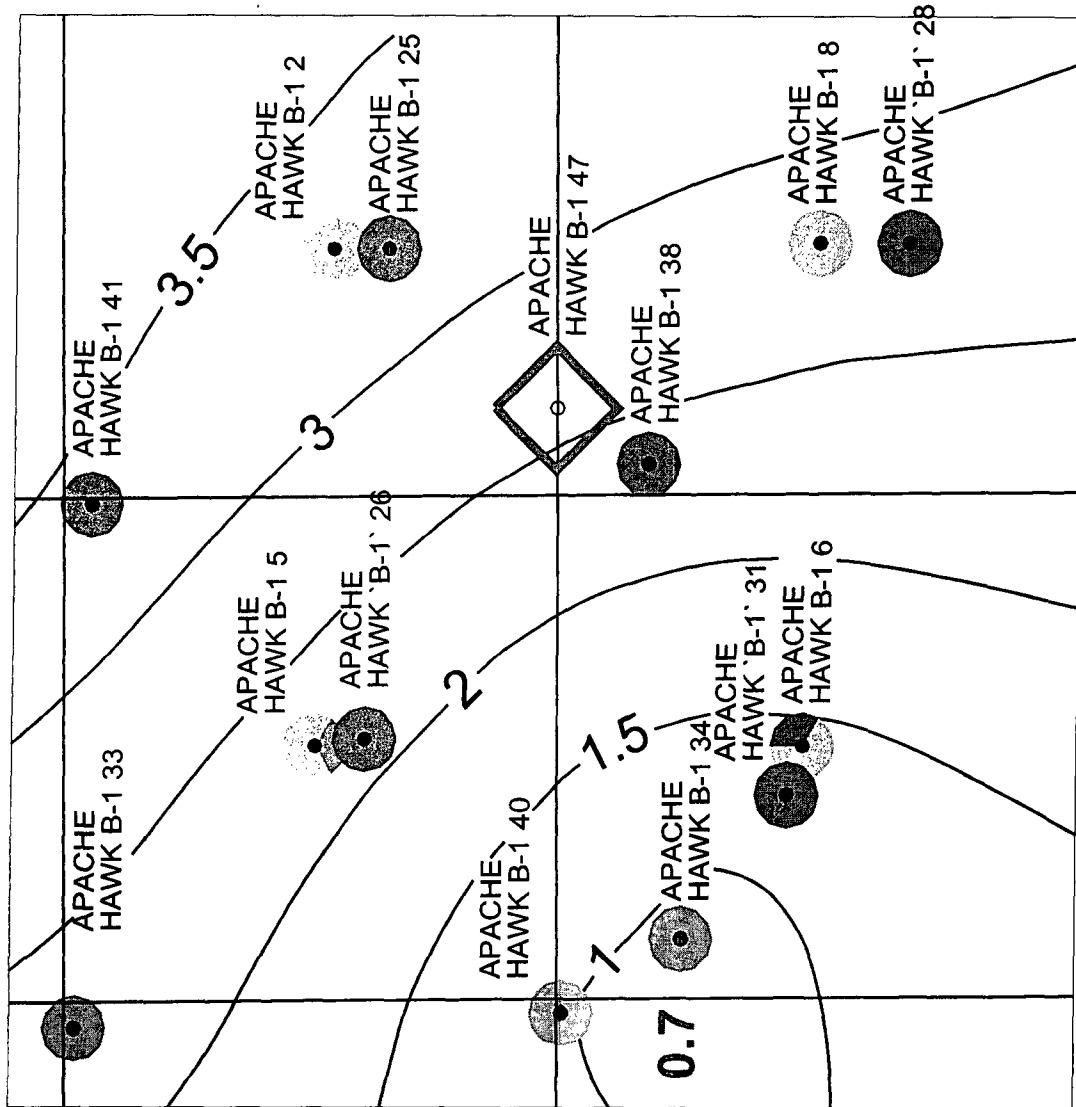 APACHE
HAWK B-1 33
APACHE
HAWK B-1 5
APACHE
HAWK `B-1` 26
APACHE
HAWK B-1 41
3.5
APACHE
HAWK B-1 2
APACHE
HAWK B-1 25
3
2
APACHE
HAWK B-1 40
1
0.7
APACHE
HAWK B-1 34
1.5
APACHE
HAWK `B-1` 31
APACHE
HAWK B-1 6
APACHE
HAWK B-1 38
APACHE
HAWK B-1 47
APACHE
HAWK B-1 8
APACHE
HAWK `B-1` 28